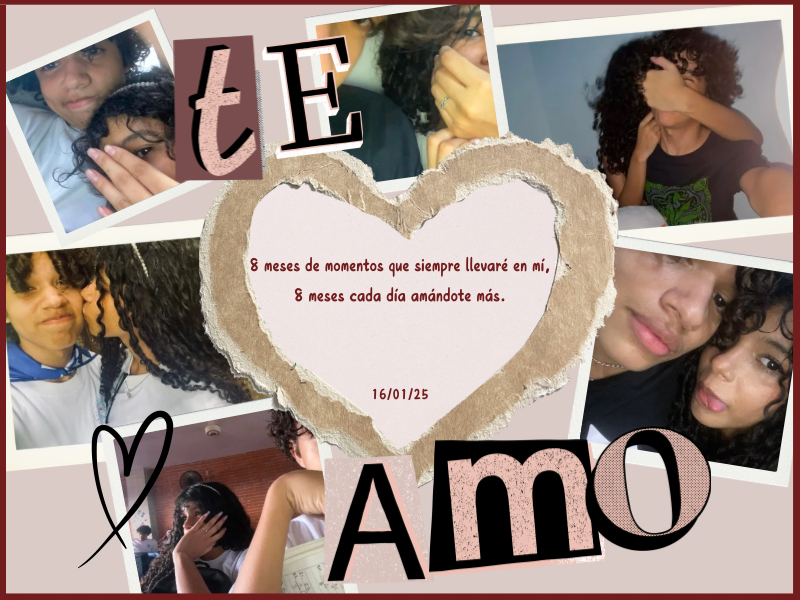 tE
8 meses de momentos que siempre llevaré en mí,
8 meses cada día amándote más.
16/01/25
AmO